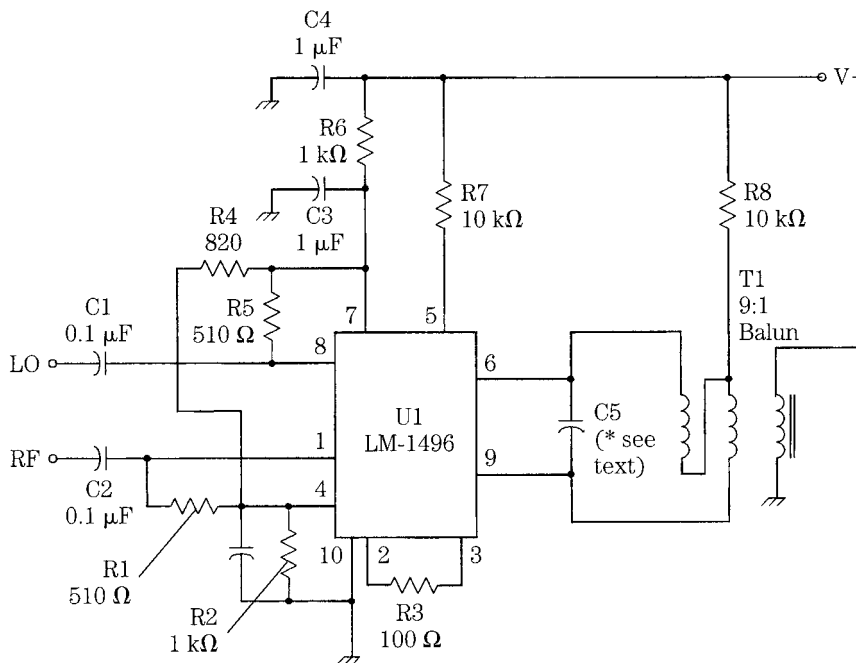 C4
1 μF
V-
R6
1 kΩ
R7
10 kΩ
R8
10 kΩ
C3
1 μF
R4
820
T1
9:1
Balun
R5
510 Ω
C1
0.1 μF
7
5
LO
8
6
U1
LM-1496
C5
(* see
text)
RF
1
9
C2
0.1 μF
4
10
2
3
R1
510 Ω
R2
1 kΩ
R3
100 Ω